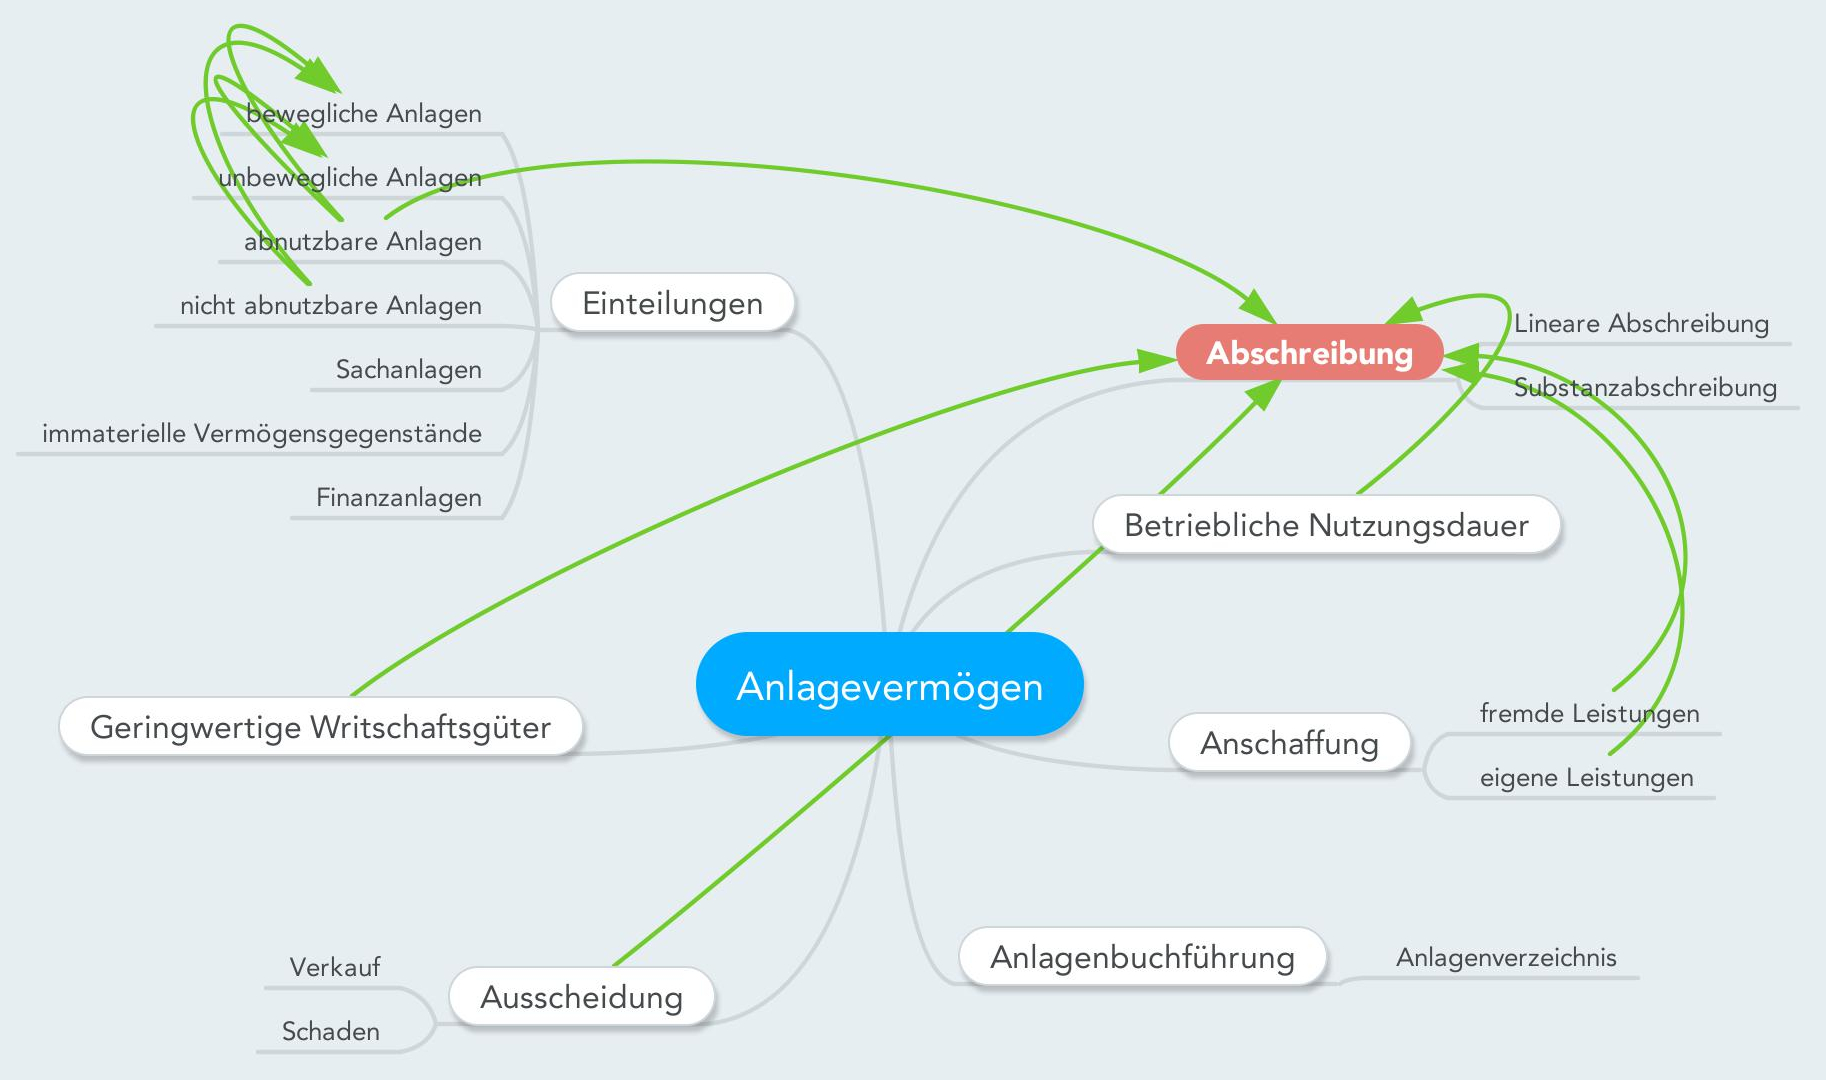 bewegliche Anlagen
unbewegliche Anlagen
abnutzbare Anlagen
nicht abnutzbare Anlagen
Sachanlagen
immaterielle Vermögensgegenstände
Finanzanlagen
Einteilungen
Abschreibung
Lineare Abschreibung
Substanzabschreibung
Betriebliche Nutzungsdauer
Anlagevermögen
Geringwertige Writschaftsgüter
Anschaffung
fremde Leistungen
eigene Leistungen
Anlagenbuchführung
Anlagenverzeichnis
Ausscheidung
Verkauf
Schaden